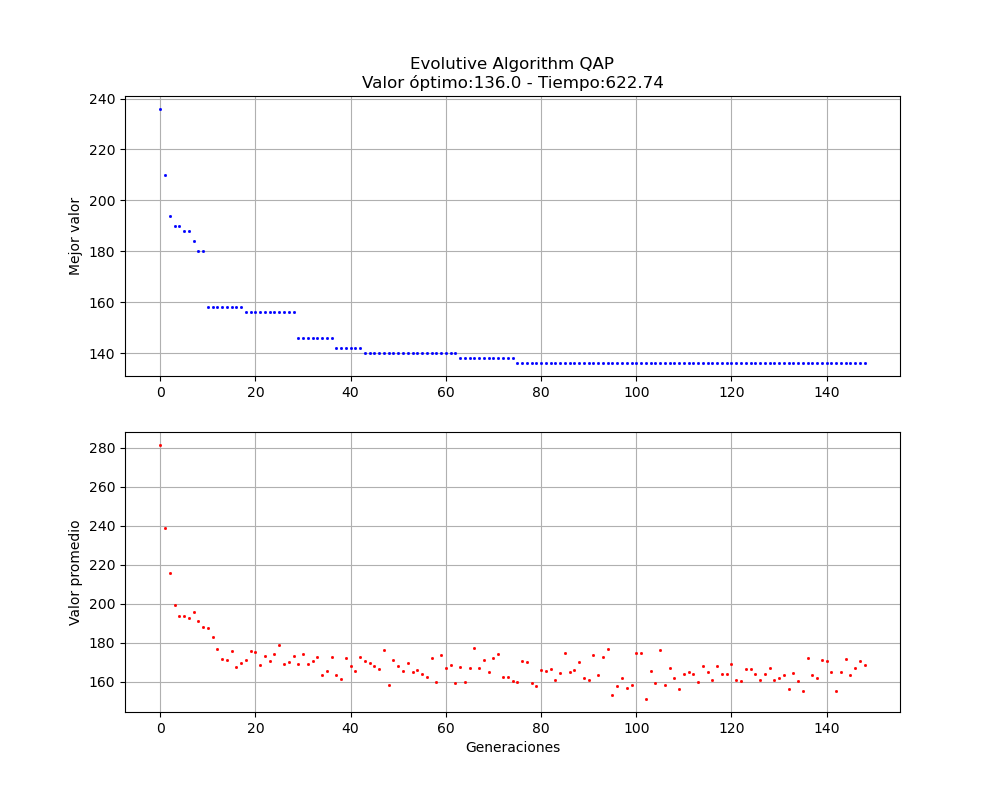 Evolutive Algorithm QAP
Valor óptimo:136.0 - Tiempo:622.74
240
220
200
180
160
140
Mejor valor
0 20 40 60 80 100 120 140
280
260
240
220
200
180
160
Valor promedio
0 20 40 60 80 100 120 140
Generaciones